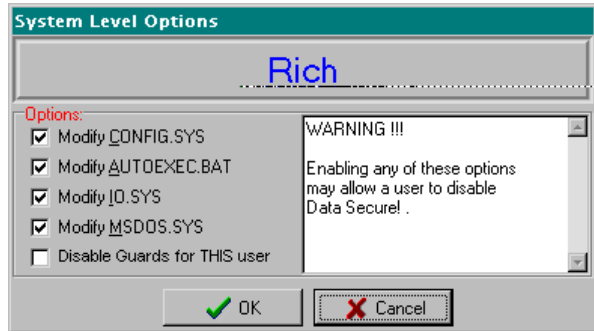 System Level Options
Rich
Options:
Modify CONFIG.SYS
Modify AUTOEXEC.BAT
Modify IO.SYS
Modify MSDOS.SYS
Disable Guards for THIS user
WARNING !!!
Enabling any of these options
may allow a user to disable
Data Secure! .
OK
Cancel